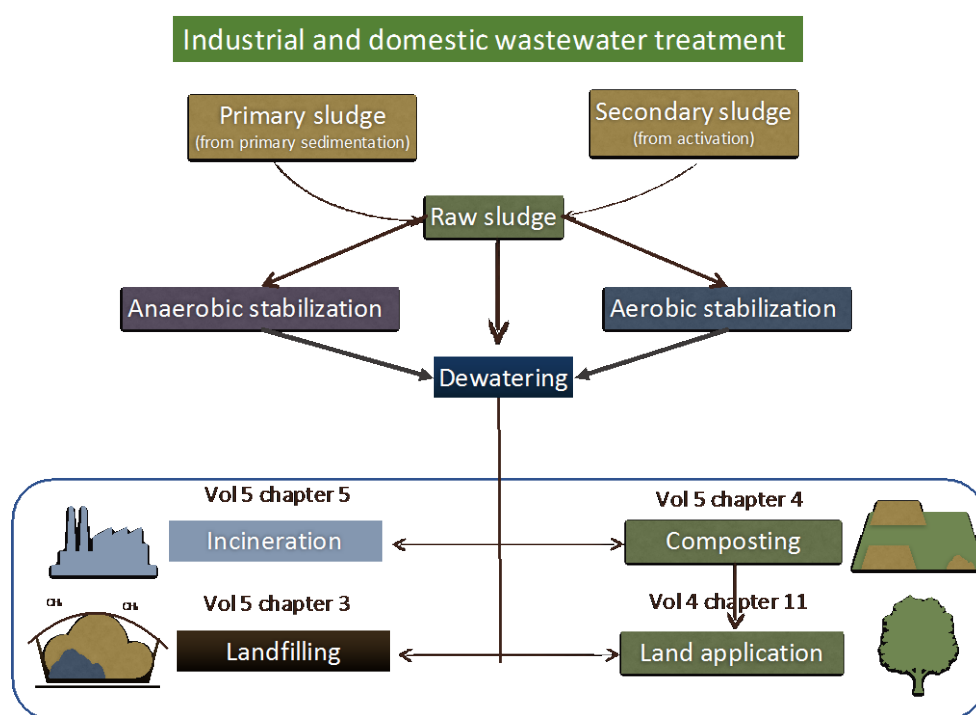 Industrial and domestic wastewater treatment
Primary sludge
(from primary sedimentation)
Secondary sludge
(from activation)
Raw sludge
Anaerobic stabilization
Aerobic stabilization
Dewatering
Vol 5 chapter 5
Vol 5 chapter 4
Incineration
Composting
CH₄
CH₄
Vol 5 chapter 3
Vol 4 chapter 11
Landfilling
Land application